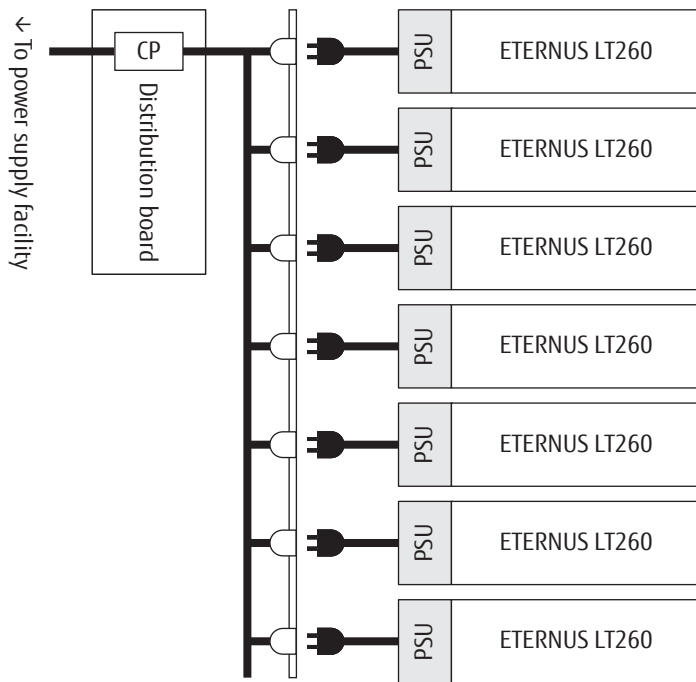 ← To power supply facility
CP
Distribution board
PSU
ETERNUS LT260
PSU
ETERNUS LT260
PSU
ETERNUS LT260
PSU
ETERNUS LT260
PSU
ETERNUS LT260
PSU
ETERNUS LT260
PSU
ETERNUS LT260